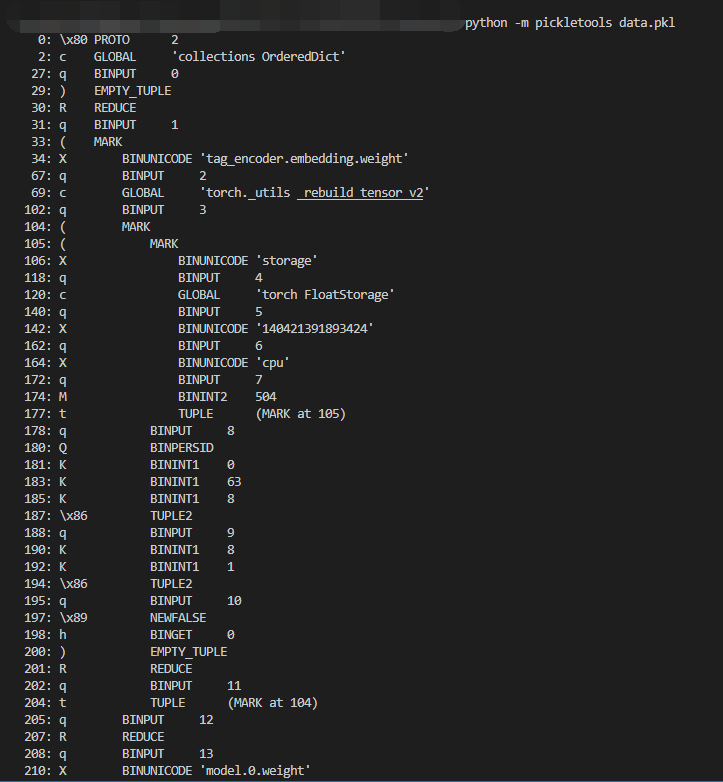 python -m pickletools data.pkl
0: \x80 PROTO 2
2: c GLOBAL 'collections OrderedDict'
27: q BINPUT 0
29: ) EMPTY_TUPLE
30: R REDUCE
31: q BINPUT 1
33: ( MARK
34: X BINUNICODE 'tag_encoder.embedding.weight'
67: q BINPUT 2
69: c GLOBAL 'torch._utils _rebuild_tensor_v2'
102: q BINPUT 3
104: ( MARK
105: ( MARK
106: X BINUNICODE 'storage'
118: q BINPUT 4
120: c GLOBAL 'torch FloatStorage'
140: q BINPUT 5
142: X BINUNICODE '140421391893424'
162: q BINPUT 6
164: X BINUNICODE 'cpu'
172: q BINPUT 7
174: M BININT2 504
177: t TUPLE (MARK at 105)
178: q BINPUT 8
180: Q BINPERSID
181: K BININT1 0
183: K BININT1 63
185: K BININT1 8
187: \x86 TUPLE2
188: q BINPUT 9
190: K BININT1 8
192: K BININT1 1
194: \x86 TUPLE2
195: q BINPUT 10
197: \x89 NEWFALSE
198: h BINGET 0
200: ) EMPTY_TUPLE
201: R REDUCE
202: q BINPUT 11
204: t TUPLE (MARK at 104)
205: q BINPUT 12
207: R REDUCE
208: q BINPUT 13
210: X BINUNICODE 'model.0.weight'